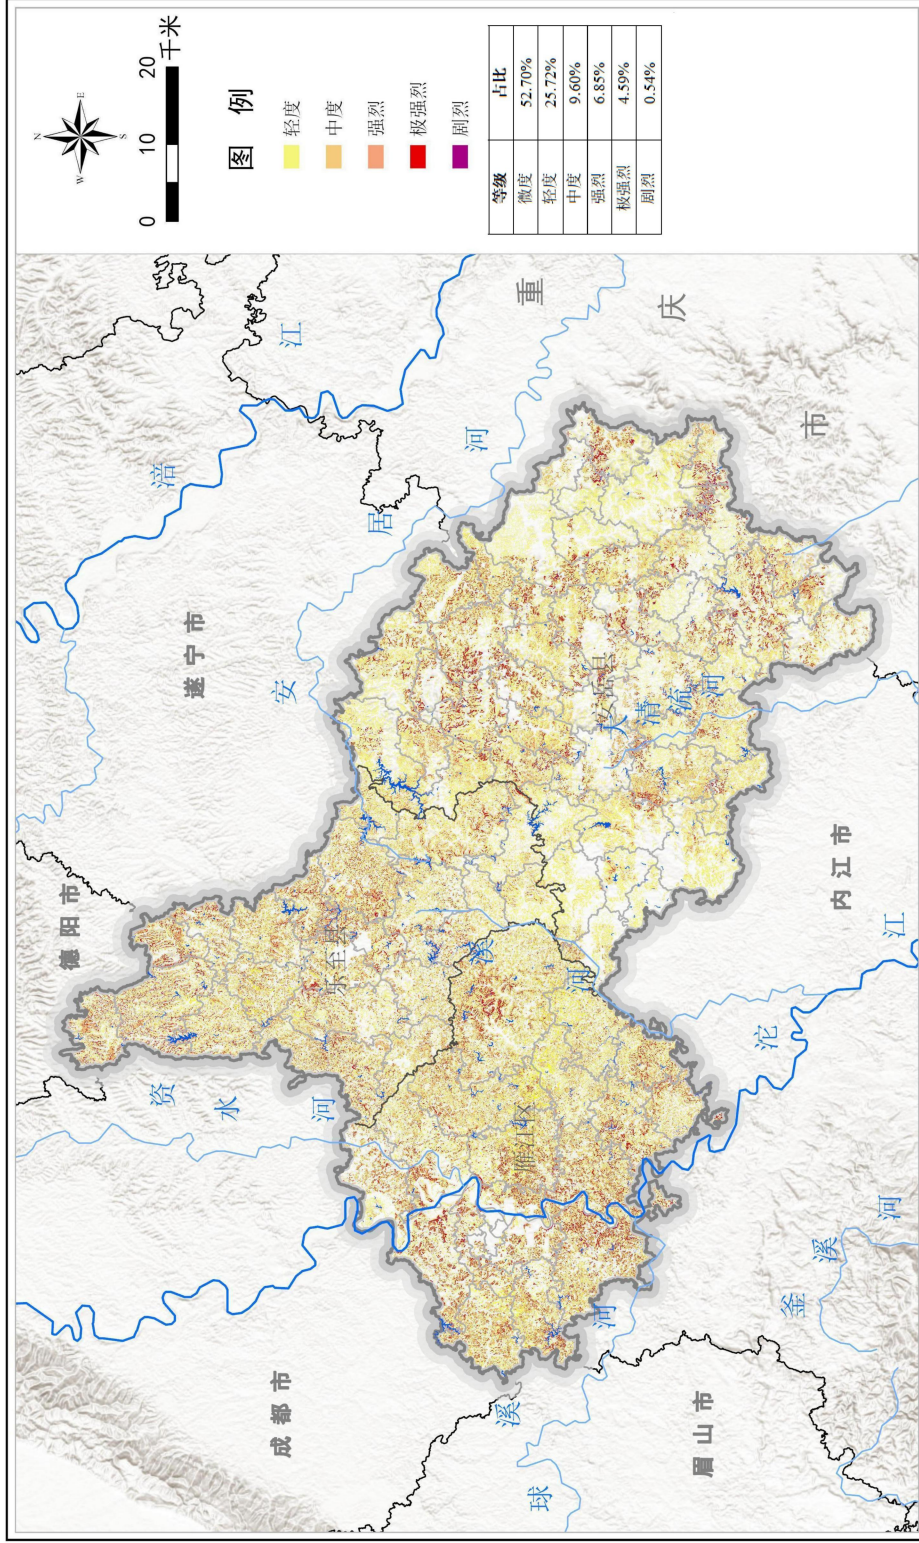 N
E
S
W
0 10 20
千米
图 例
轻度
中度
强烈
极强烈
剧烈
等级 占比
微度 52.70%
轻度 25.72%
中度 9.60%
强烈 6.85%
极强烈 4.59%
剧烈 0.54%
德阳市
遂宁市
成都市
眉山市
内江市
重庆市
乐至县
雁江区
安岳县
涪江
安居河
资水河
溪河
大清流河
沱江
球溪河
釜溪河